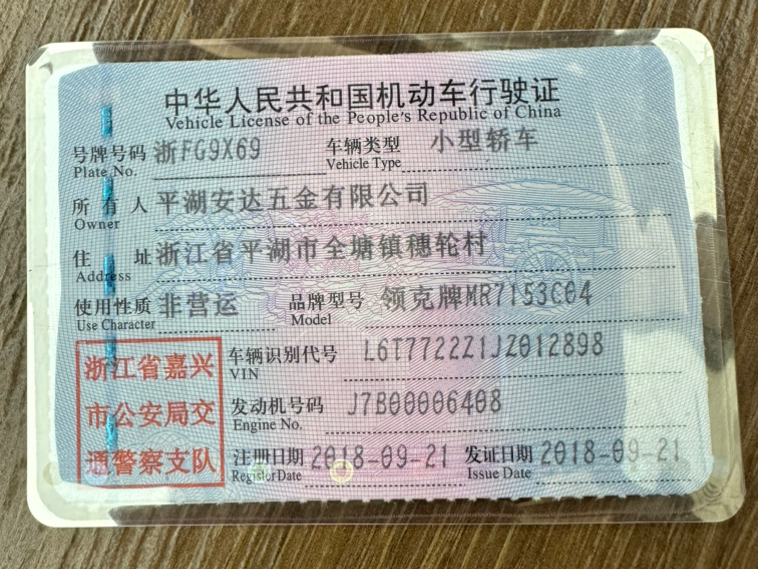 中华人民共和国机动车行驶证
Vehicle License of the People's Republic of China
号牌号码 浙FG9X69 车辆类型 小型轿车
Plate No. Vehicle Type
所有人 平湖安达五金有限公司
Owner
住址 浙江省平湖市全塘镇穗轮村
Address
使用性质 非营运 品牌型号 领克牌MR7153C04
Use Character Model
浙江省嘉兴
市公安局交
通警察支队
车辆识别代号 L6T7722Z1JZ012898
VIN
发动机号码 J7B00006408
Engine No.
注册日期 2018-09-21 发证日期 2018-09-21
Register Date Issue Date